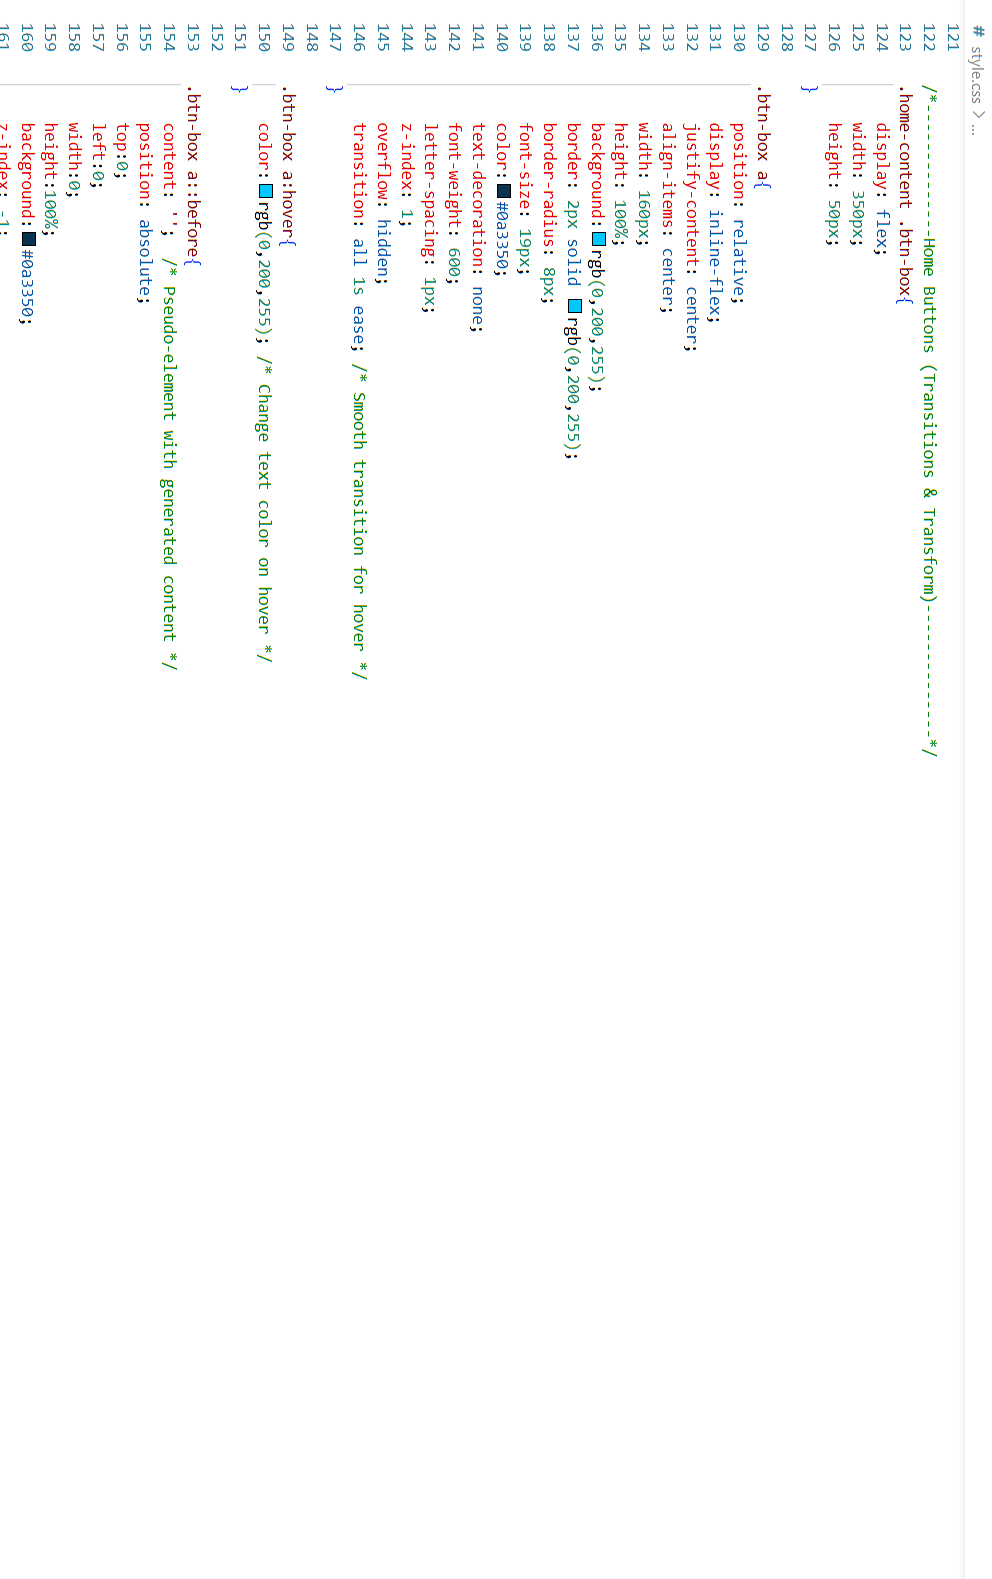 # style.css > ...
121
122 /*-------------Home Buttons (Transitions & Transform)--------------*/
123 .home-content .btn-box{
124     display: flex;
125     width: 350px;
126     height: 50px;
127 }
128
129 .btn-box a{
130     position: relative;
131     display: inline-flex;
132     justify-content: center;
133     align-items: center;
134     width: 160px;
135     height: 100%;
136     background: rgb(0,200,255);
137     border: 2px solid rgb(0,200,255);
138     border-radius: 8px;
139     font-size: 19px;
140     color: #0a3350;
141     text-decoration: none;
142     font-weight: 600;
143     letter-spacing: 1px;
144     z-index: 1;
145     overflow: hidden;
146     transition: all 1s ease; /* Smooth transition for hover */
147 }
148
149 .btn-box a:hover{
150     color: rgb(0,200,255); /* Change text color on hover */
151 }
152
153 .btn-box a::before{
154     content: ''; /* Pseudo-element with generated content */
155     position: absolute;
156     top:0;
157     left:0;
158     width:0;
159     height:100%;
160     background: #0a3350;
161     z-index: -1;